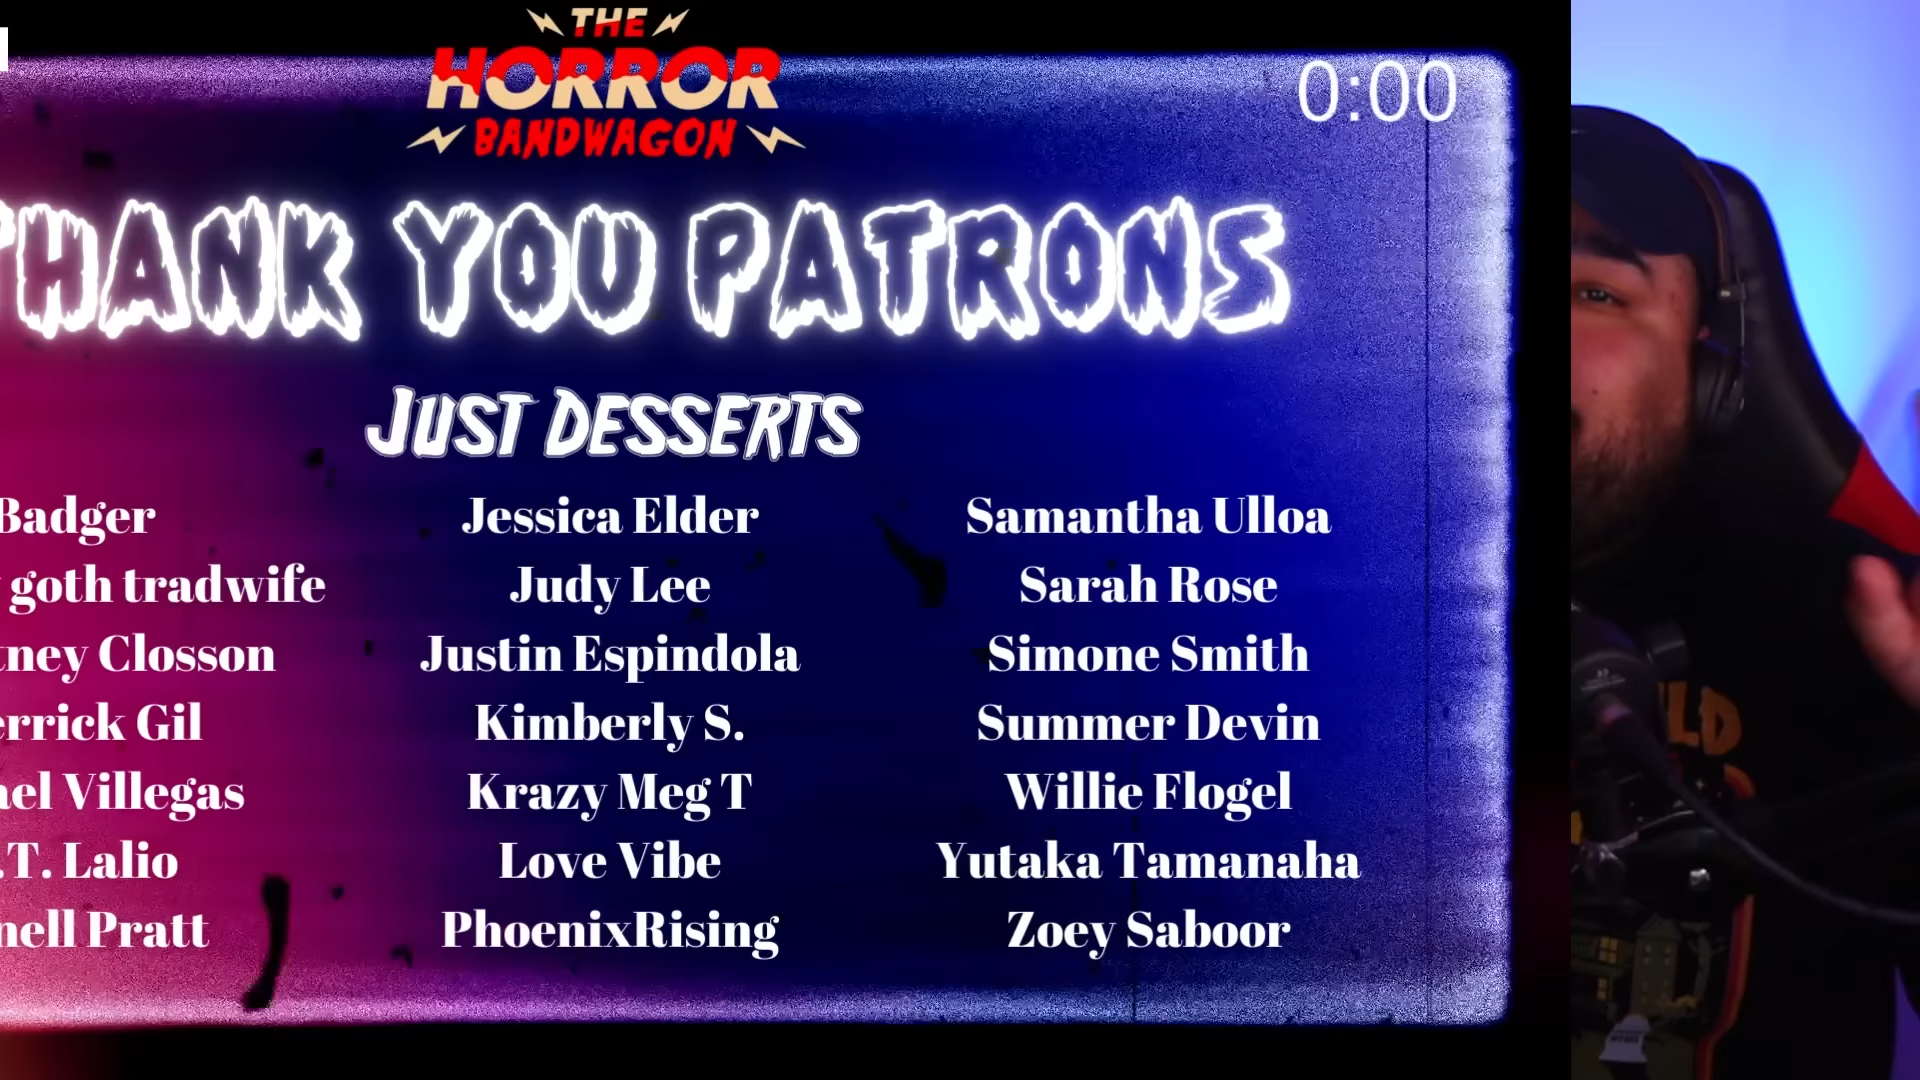 THE
HORROR
BANDWAGON
0:00
THANK YOU PATRONS
JUST DESSERTS
Badger
goth tradwife
Closson
Gil
Villegas
.T. Lalio
Pratt
Jessica Elder
Judy Lee
Justin Espindola
Kimberly S.
Krazy Meg T
Love Vibe
PhoenixRising
Samantha Ulloa
Sarah Rose
Simone Smith
Summer Devin
Willie Flogel
Yutaka Tamanaha
Zoey Saboor